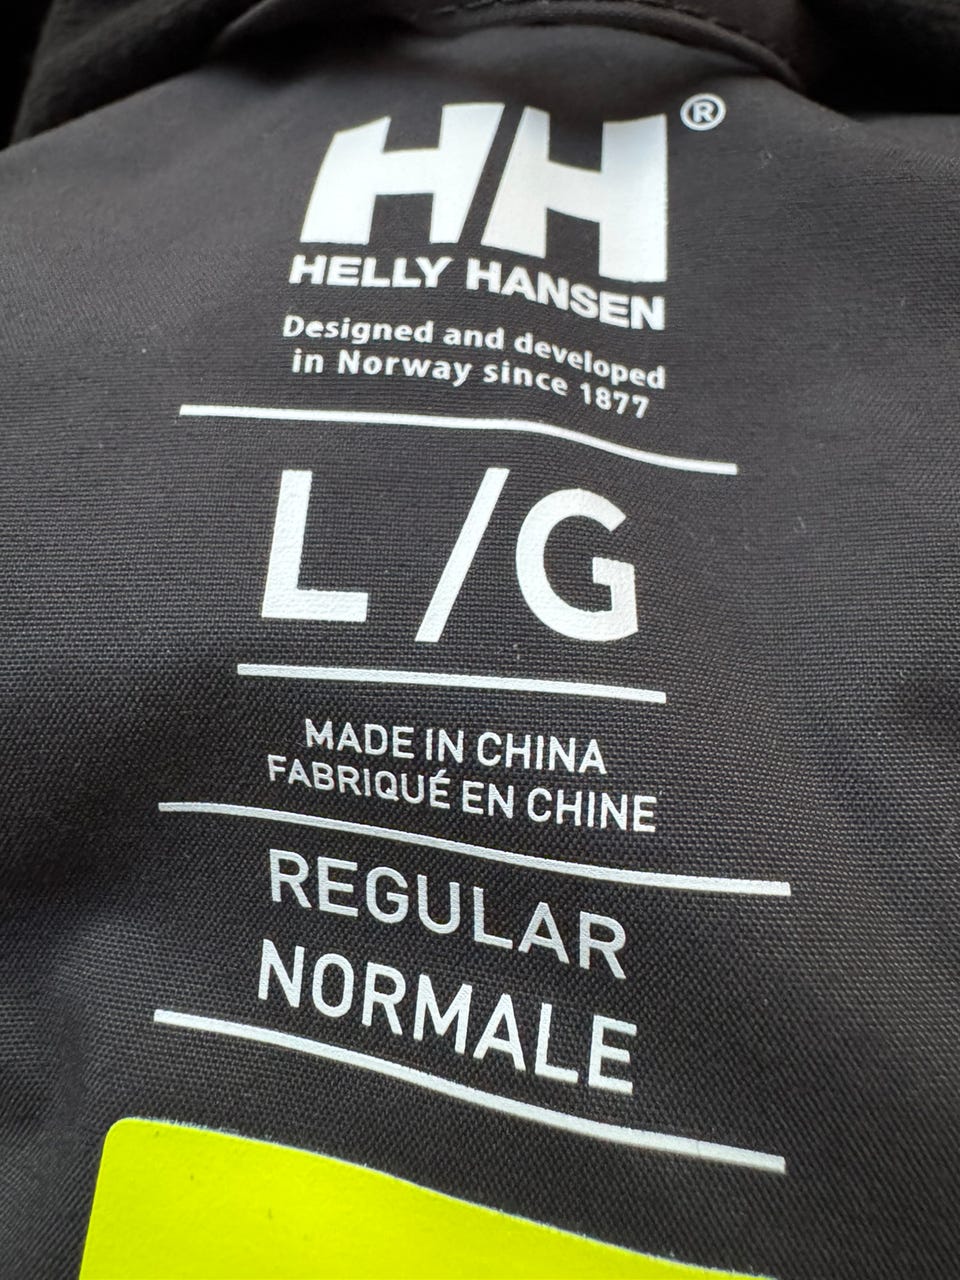 HH®
HELLY HANSEN
Designed and developed
in Norway since 1877
L/G
MADE IN CHINA
FABRIQUÉ EN CHINE
REGULAR
NORMALE